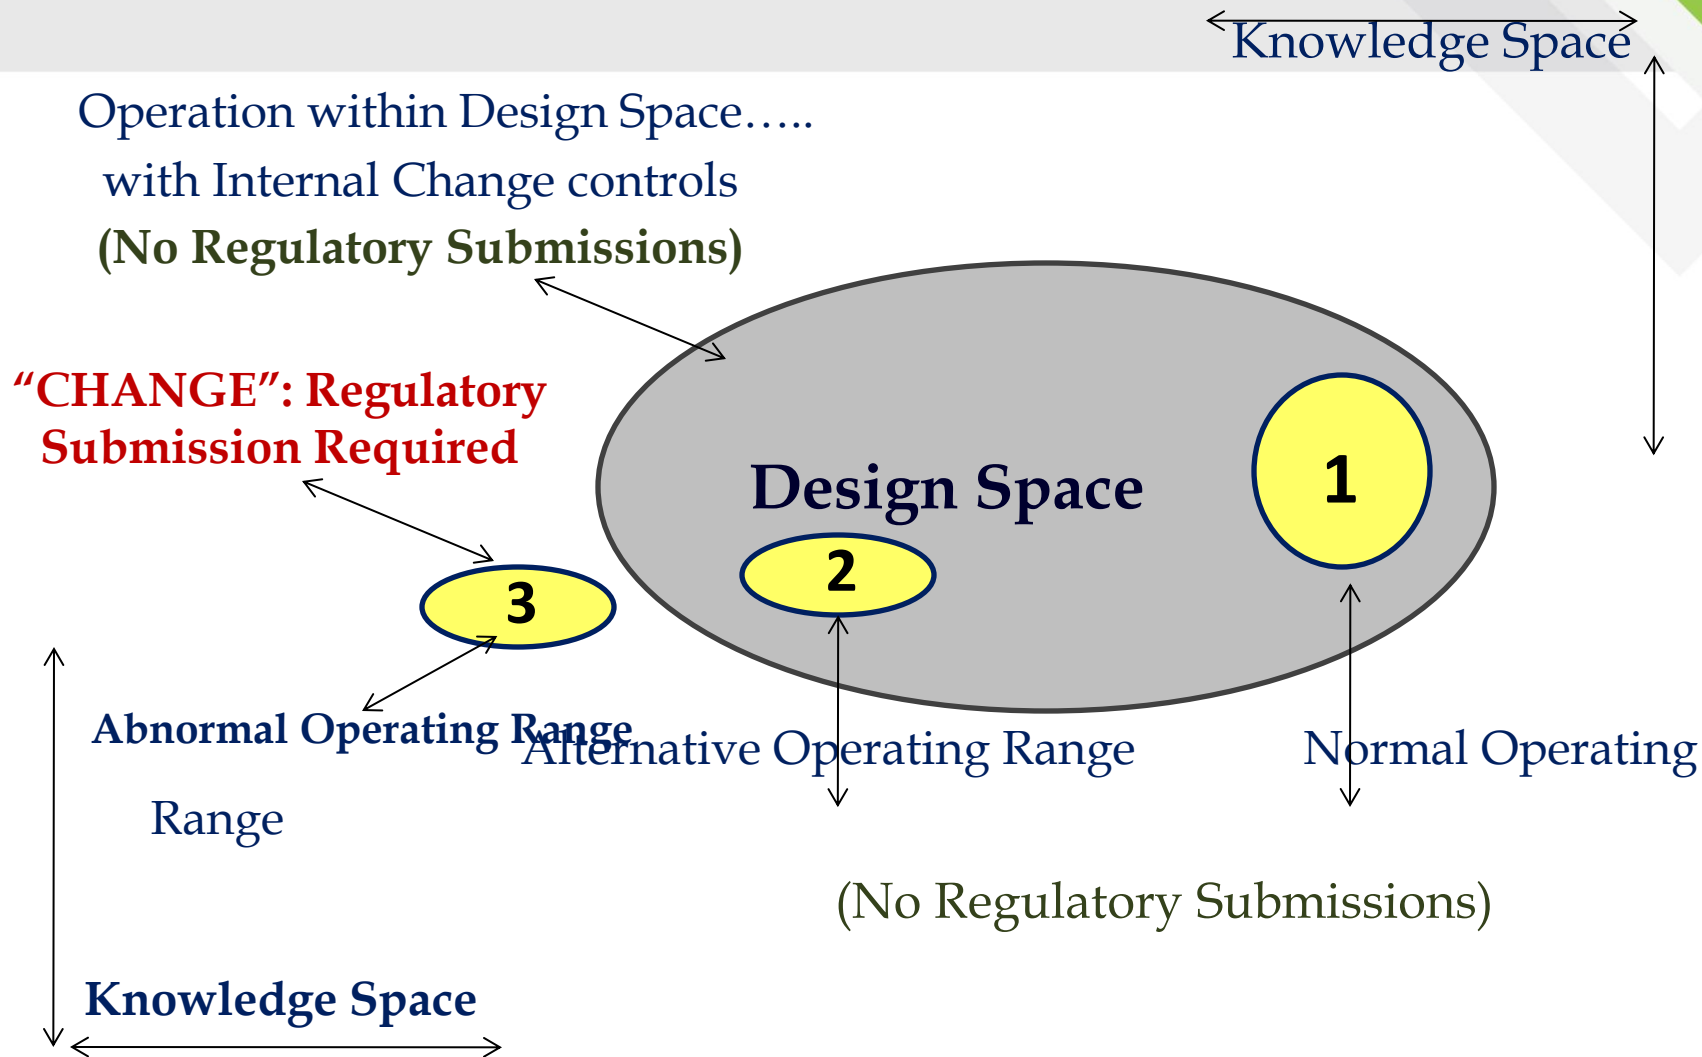 Knowledge Space
Operation within Design Space…..
with Internal Change controls
(No Regulatory Submissions)
“CHANGE”: Regulatory
Submission Required
Design Space
1
2
3
Abnormal Operating Range
Alternative Operating Range
Normal Operating
Range
(No Regulatory Submissions)
Knowledge Space